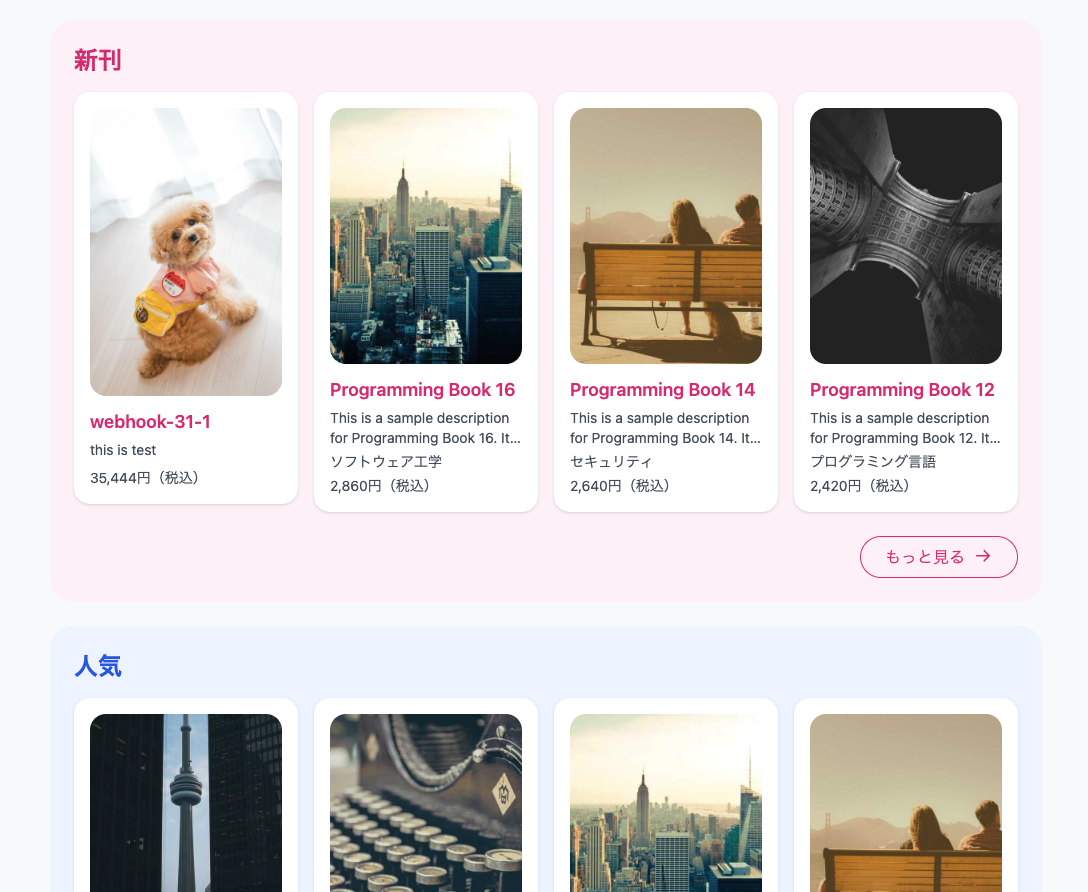 新刊
webhook-31-1
this is test
35,444円（税込）
Programming Book 16
This is a sample description
for Programming Book 16. It...
ソフトウェア工学
2,860円（税込）
Programming Book 14
This is a sample description
for Programming Book 14. It...
セキュリティ
2,640円（税込）
Programming Book 12
This is a sample description
for Programming Book 12. It...
プログラミング言語
2,420円（税込）
もっと見る →
人気